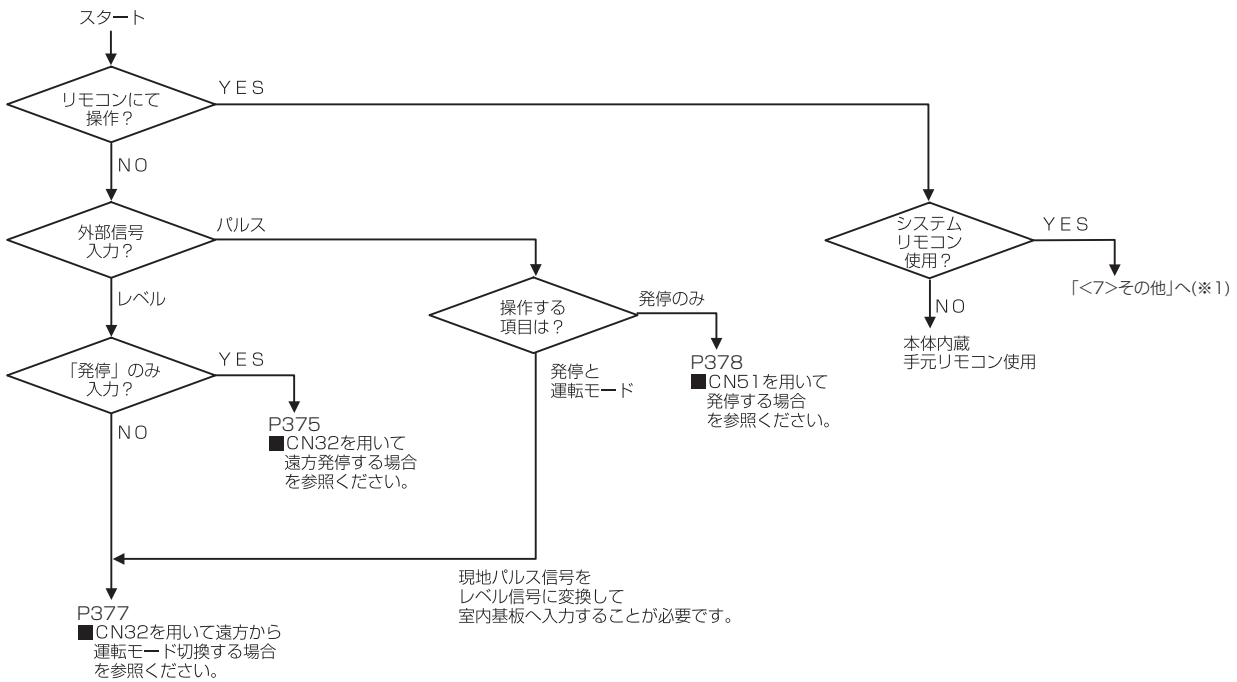 スタート
リモコンにて
操作？
YES
NO
外部信号
入力？
パルス
レベル
システム
リモコン
使用？
YES
「<7>その他」へ(※1)
NO
本体内蔵
手元リモコン使用
操作する
項目は？
発停のみ
発停と
運転モード
P378
■CN51を用いて
発停する場合
を参照ください。
「発停」のみ
入力？
YES
NO
P375
■CN32を用いて
遠方発停する場合
を参照ください。
現地パルス信号を
レベル信号に変換して
室内基板へ入力することが必要です。
P377
■CN32を用いて遠方から
運転モード切換する場合
を参照ください。